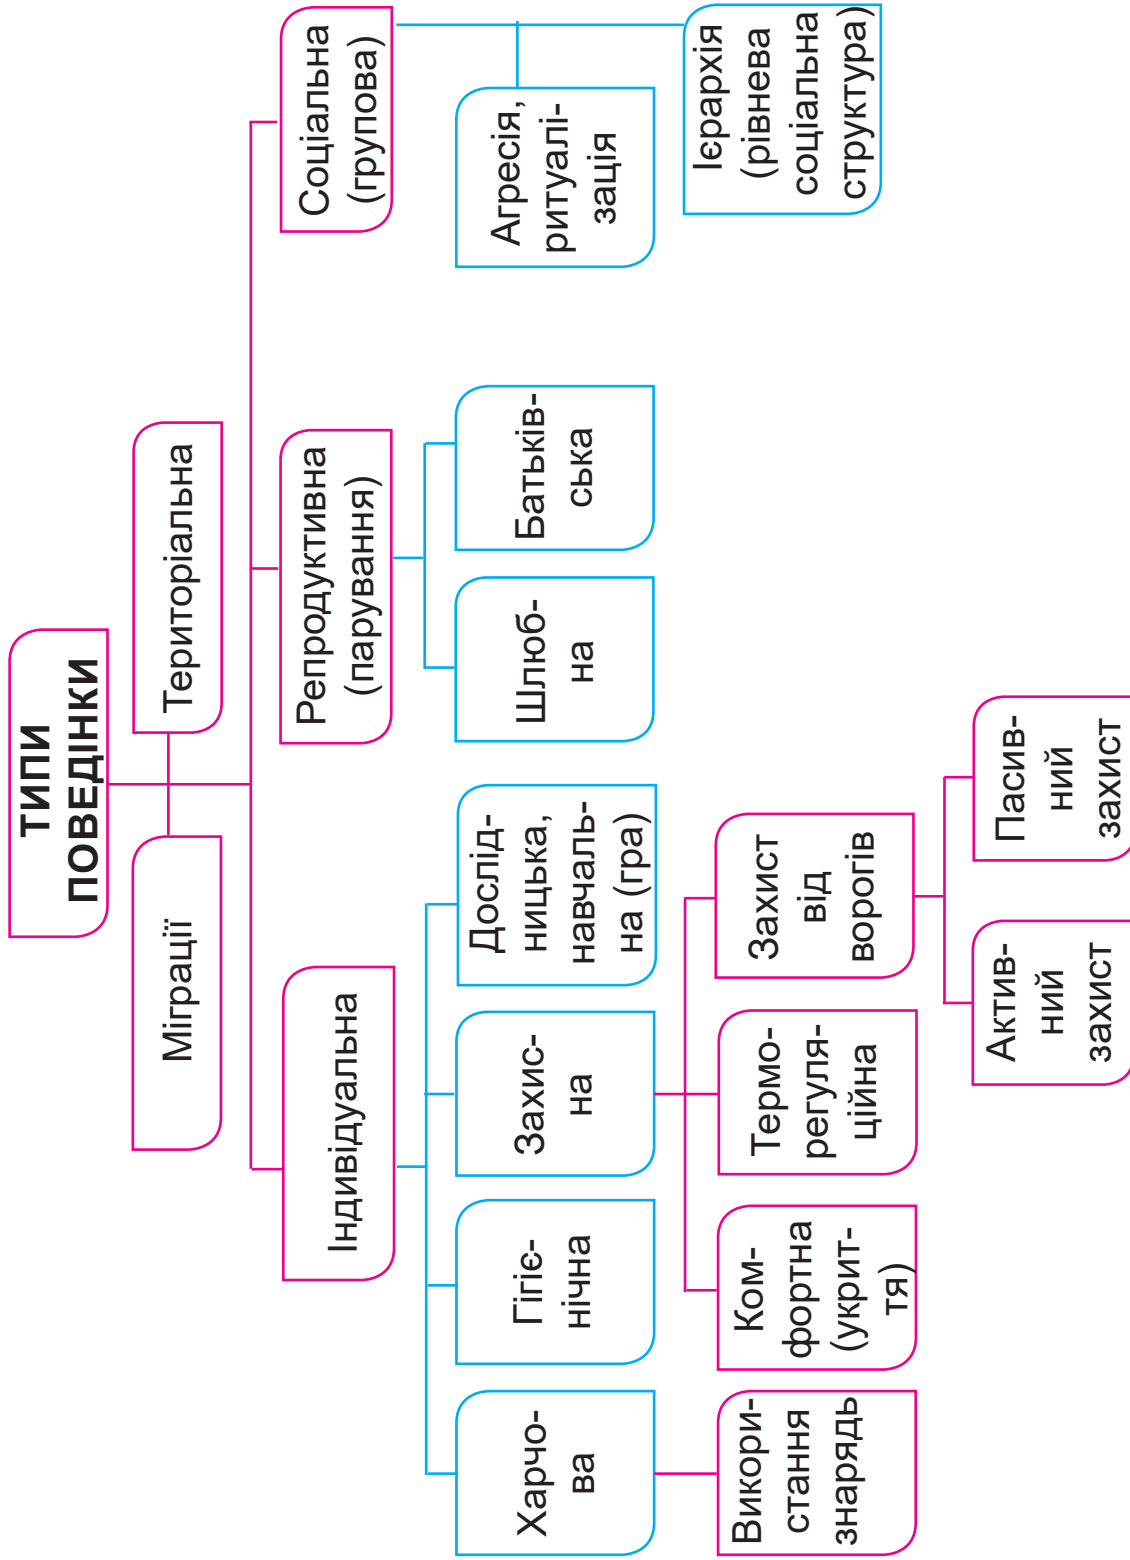 ТИПИ
ПОВЕДІНКИ
Міграції
Територіальна
Індивідуальна
Репродуктивна
(парування)
Соціальна
(групова)
Харчо-
ва
Гігіє-
нічна
Захис-
на
Дослід-
ницька,
навчаль-
на (гра)
Шлюб-
на
Батьків-
ська
Агресія,
ритуалі-
зація
Ієрархія
(рівнева
соціальна
структура)
Викори-
стання
знарядь
Ком-
фортна
(укрит-
тя)
Термо-
регуля-
ційна
Захист
від
ворогів
Актив-
ний
захист
Пасив-
ний
захист